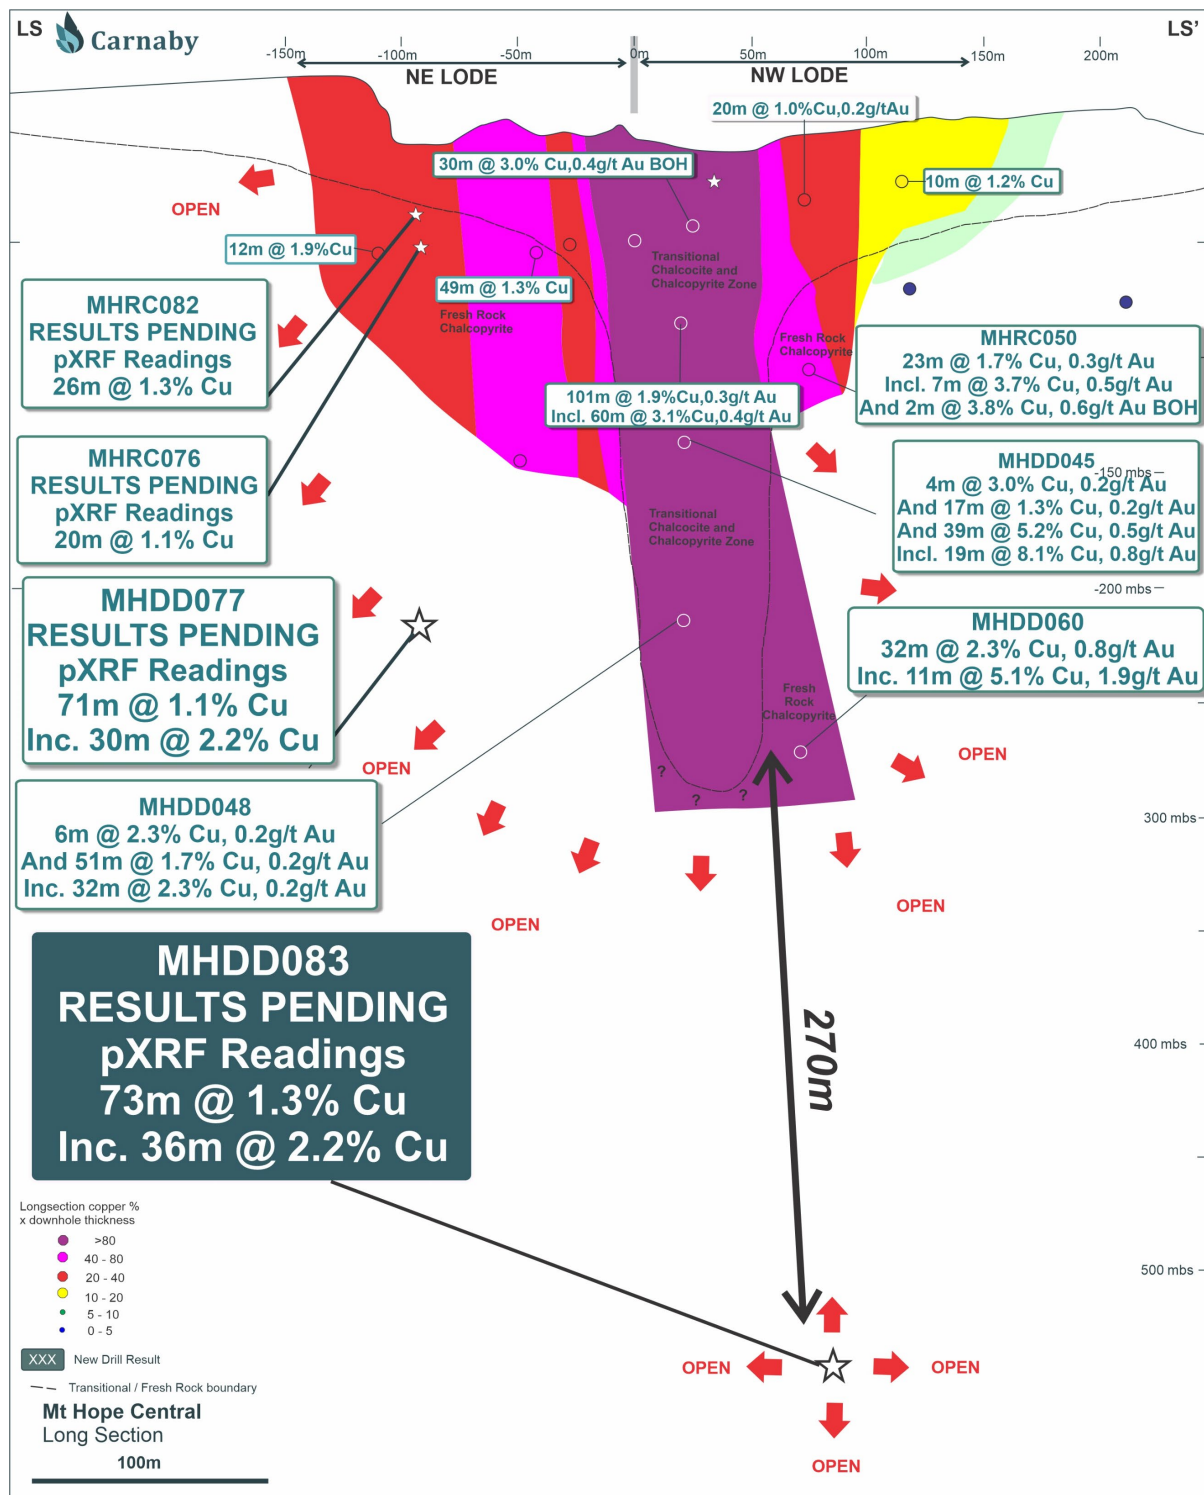 LS
Carnaby
LS'
-150m
-100m
-50m
0m
50m
100m
150m
200m
NE LODE
NW LODE
20m @ 1.0%Cu,0.2g/tAu
30m @ 3.0% Cu,0.4g/t Au BOH
10m @ 1.2% Cu
OPEN
12m @ 1.9%Cu
Transitional
Chalcocite and
Chalcopyrite Zone
49m @ 1.3% Cu
Fresh Rock
Chalcopyrite
MHRC082
RESULTS PENDING
pXRF Readings
26m @ 1.3% Cu
Fresh Rock
Chalcopyrite
MHRC050
23m @ 1.7% Cu, 0.3g/t Au
Incl. 7m @ 3.7% Cu, 0.5g/t Au
And 2m @ 3.8% Cu, 0.6g/t Au BOH
101m @ 1.9%Cu,0.3g/t Au
Incl. 60m @ 3.1%Cu,0.4g/t Au
MHRC076
RESULTS PENDING
pXRF Readings
20m @ 1.1% Cu
MHDD045
-150 mbs
4m @ 3.0% Cu, 0.2g/t Au
And 17m @ 1.3% Cu, 0.2g/t Au
And 39m @ 5.2% Cu, 0.5g/t Au
Incl. 19m @ 8.1% Cu, 0.8g/t Au
Transitional
Chalcocite and
Chalcopyrite Zone
-200 mbs
MHDD077
RESULTS PENDING
pXRF Readings
71m @ 1.1% Cu
Inc. 30m @ 2.2% Cu
MHDD060
32m @ 2.3% Cu, 0.8g/t Au
Inc. 11m @ 5.1% Cu, 1.9g/t Au
Fresh
Rock
Chalcopyrite
OPEN
OPEN
? ? ?
MHDD048
6m @ 2.3% Cu, 0.2g/t Au
And 51m @ 1.7% Cu, 0.2g/t Au
Inc. 32m @ 2.3% Cu, 0.2g/t Au
300 mbs
OPEN
OPEN
MHDD083
RESULTS PENDING
pXRF Readings
73m @ 1.3% Cu
Inc. 36m @ 2.2% Cu
270m
400 mbs
500 mbs
Longsection copper %
x downhole thickness
>80
40 - 80
20 - 40
10 - 20
5 - 10
0 - 5
XXX New Drill Result
Transitional / Fresh Rock boundary
Mt Hope Central
Long Section
100m
OPEN
OPEN
OPEN